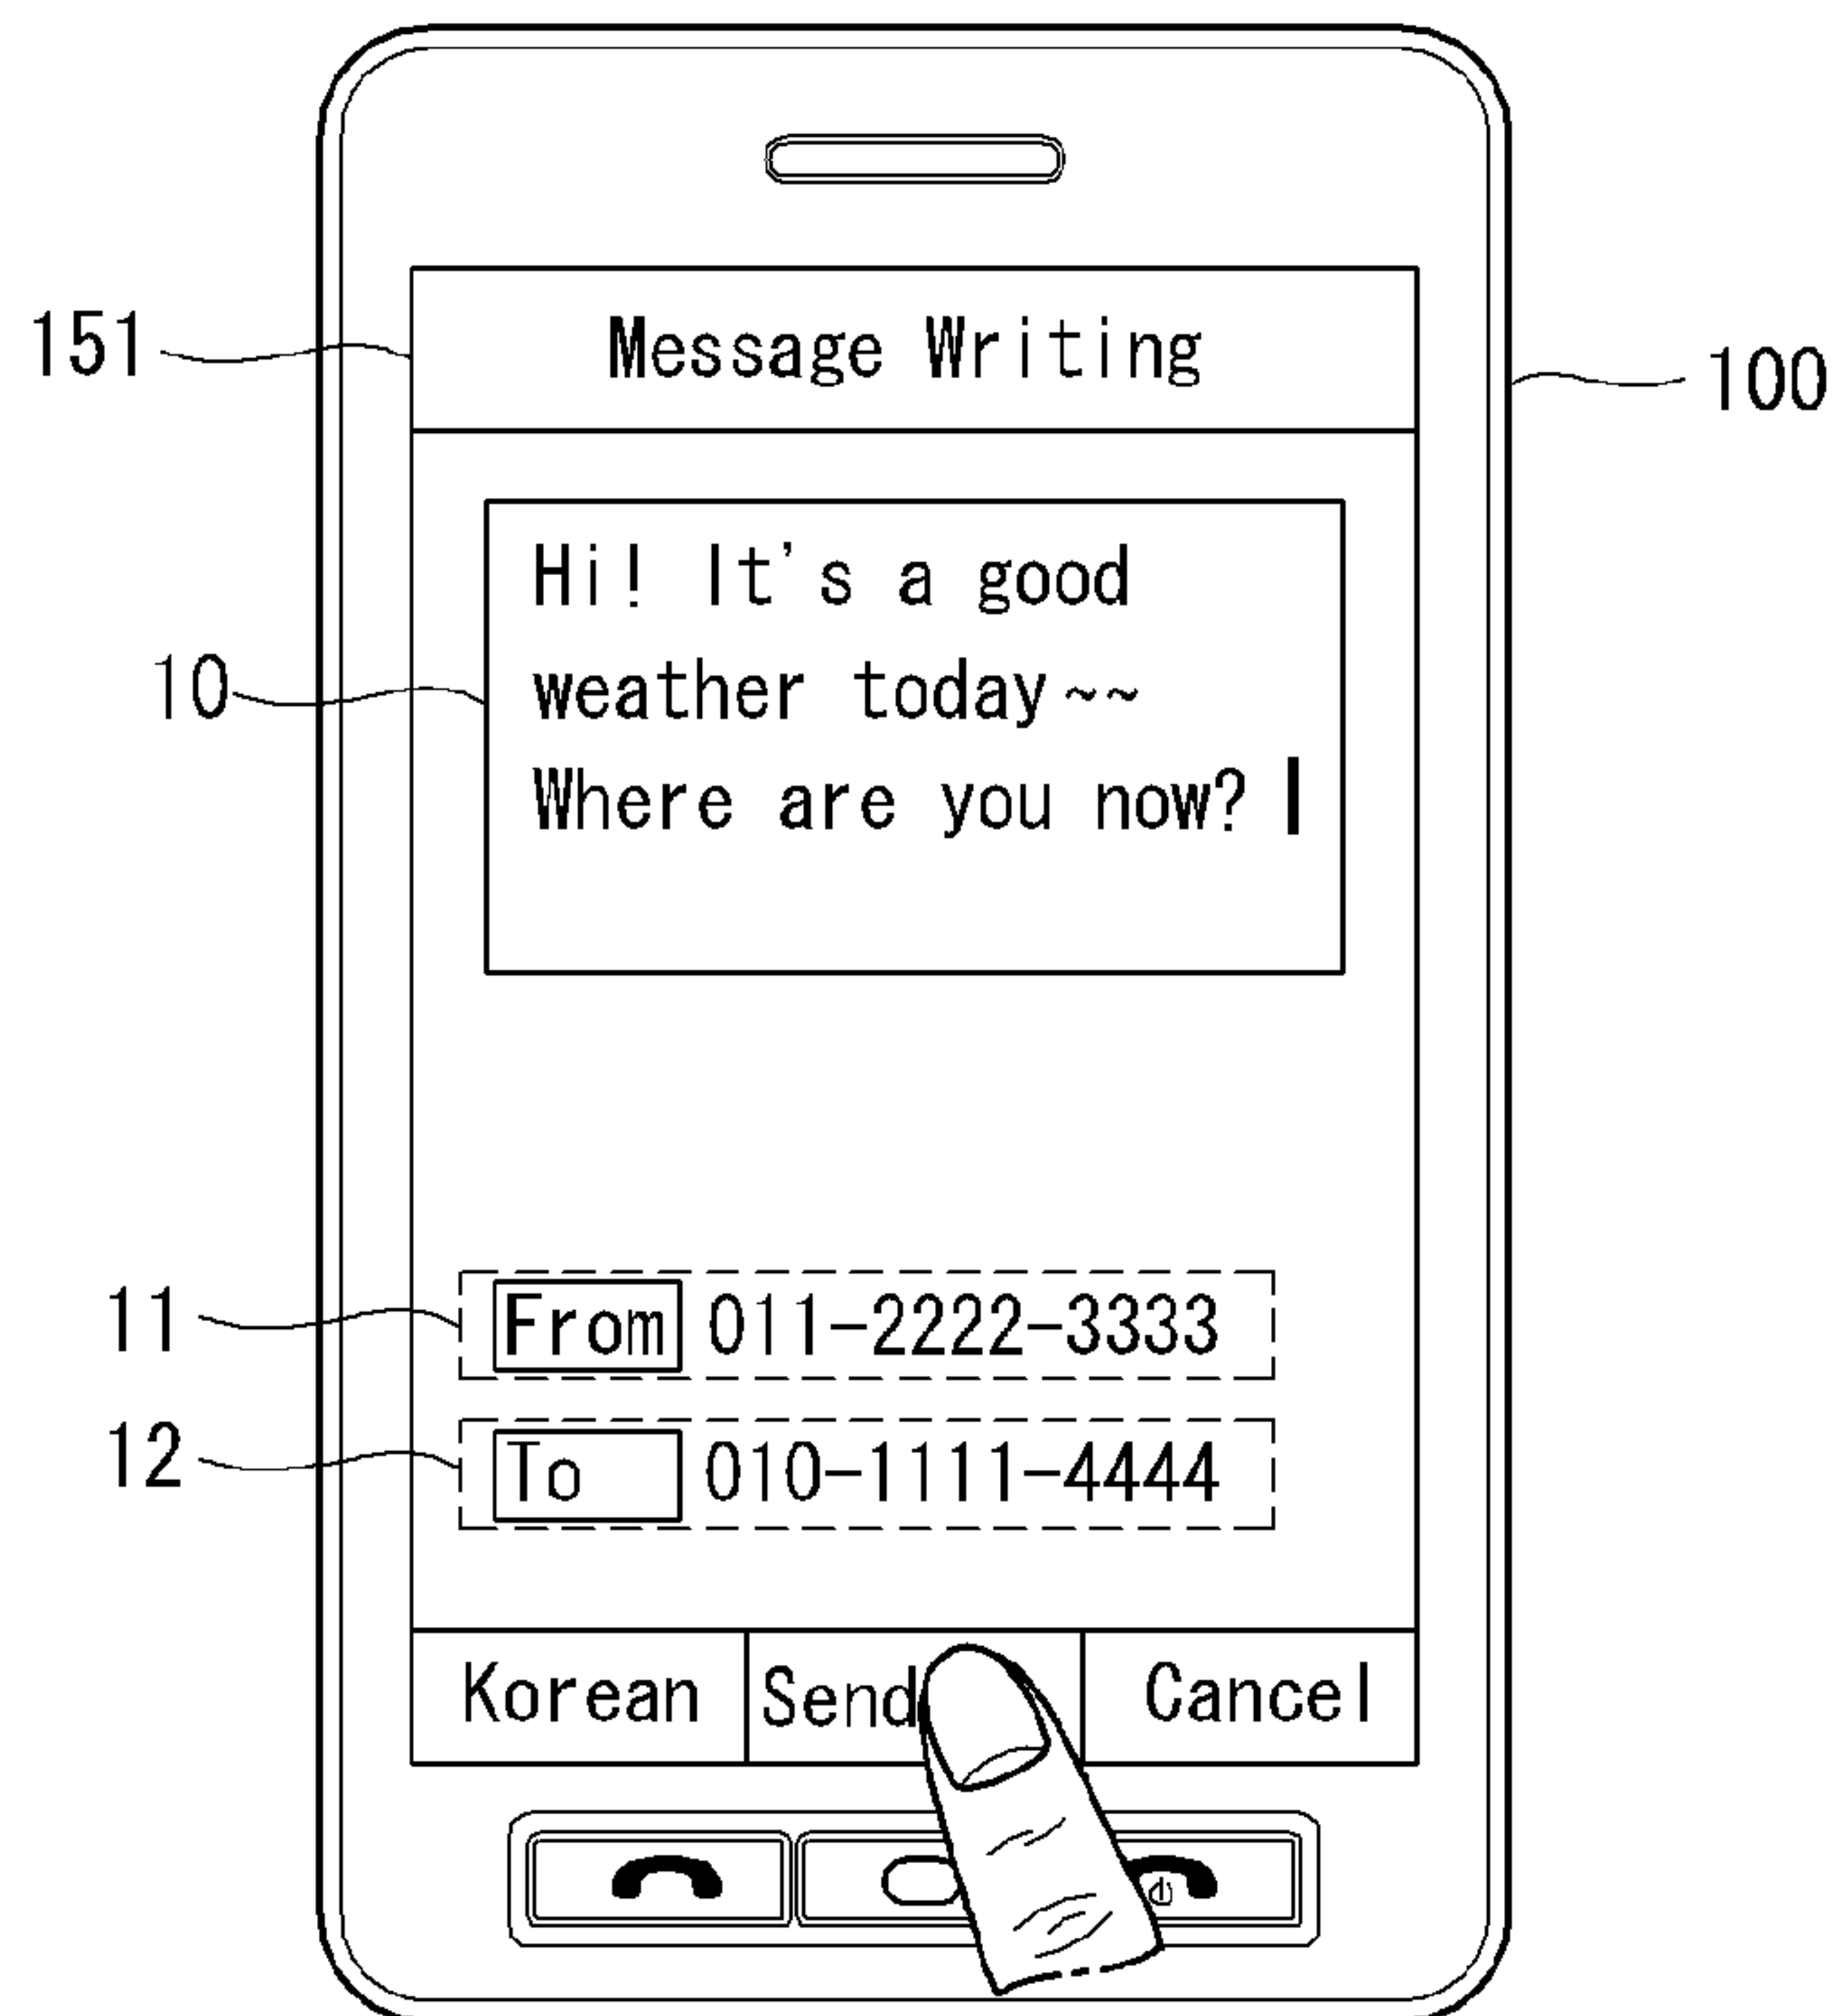 151
Message Writing
100
Hi! It's a good
10
weather today~~
Where are you now?
11
From 011-2222-3333
12
To 010-1111-4444
Korean Send Cancel